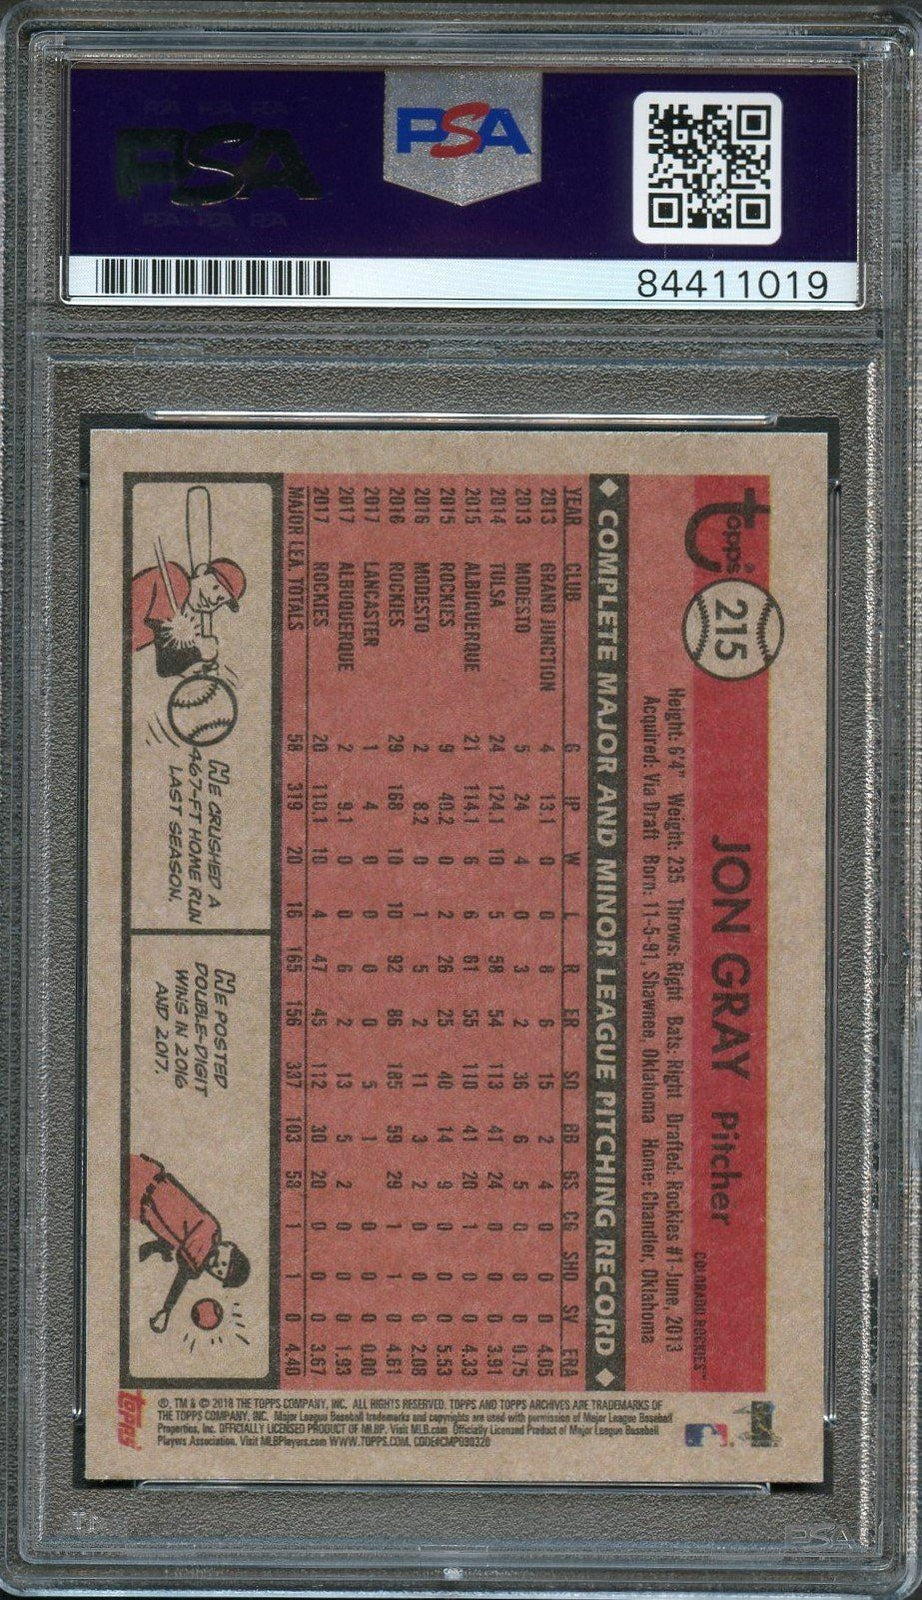 PSA
PSA
84411019
topps
215
JON GRAY Pitcher
COLORADO ROCKIES™
Height: 6'4" Weight: 235 Throws: Right Bats: Right Drafted: Rockies #1-June, 2013
Acquired: Via Draft Born: 11-5-91, Shawnee, Oklahoma Home: Chandler, Oklahoma
COMPLETE MAJOR AND MINOR LEAGUE PITCHING RECORD
YEAR CLUB G IP W L R ER SO BB GS CG SHO SV ERA
2013 GRAND JUNCTION 4 13.1 0 0 8 6 15 2 4 0 0 0 4.05
2013 MODESTO 5 24 4 0 3 2 36 6 5 0 0 0 0.75
2014 TULSA 24 124.1 10 5 58 54 113 41 24 0 0 0 3.91
2015 ALBUQUERQUE 21 114.1 6 6 61 55 110 41 20 1 0 0 4.33
2015 ROCKIES 9 40.2 0 2 26 25 40 14 9 0 0 0 5.53
2016 MODESTO 2 8.2 0 1 5 2 11 3 2 0 0 0 2.08
2016 ROCKIES 29 168 10 10 92 86 185 59 29 1 1 0 4.61
2017 LANCASTER 1 4 0 0 0 0 5 1 1 0 0 0 0.00
2017 ALBUQUERQUE 2 9.1 0 0 6 2 13 5 2 0 0 0 1.93
2017 ROCKIES 20 110.1 10 4 47 45 112 30 20 0 0 0 3.67
MAJOR LEA. TOTALS 58 319 20 16 165 156 337 103 58 1 1 0 4.40
HE CRUSHED A
467-FT HOME RUN
LAST SEASON.
HE POSTED
DOUBLE-DIGIT
WINS IN 2016
AND 2017.
®, TM & © 2018 THE TOPPS COMPANY, INC. ALL RIGHTS RESERVED. TOPPS AND TOPPS ARCHIVES ARE TRADEMARKS OF
THE TOPPS COMPANY, INC. Major League Baseball trademarks and copyrights are used with permission of Major League Baseball
Properties, Inc. OFFICIALLY LICENSED PRODUCT OF MLBP. Visit MLB.com Officially Licensed Product of Major League Baseball
Players Association. Visit MLBPlayers.com WWW.TOPPS.COM. CODE#CMP090320
topps
PSA